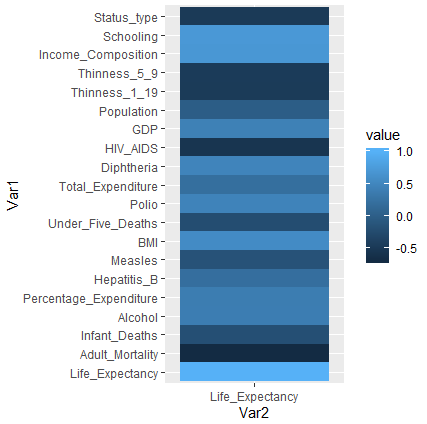 Status_type
Schooling
Income_Composition
Thinness_5_9
Thinness_1_19
Population
GDP
HIV_AIDS
Diphtheria
Total_Expenditure
Polio
Under_Five_Deaths
BMI
Measles
Hepatitis_B
Percentage_Expenditure
Alcohol
Infant_Deaths
Adult_Mortality
Life_Expectancy
Var1
Life_Expectancy
Var2
value
1.0
0.5
0.0
-0.5